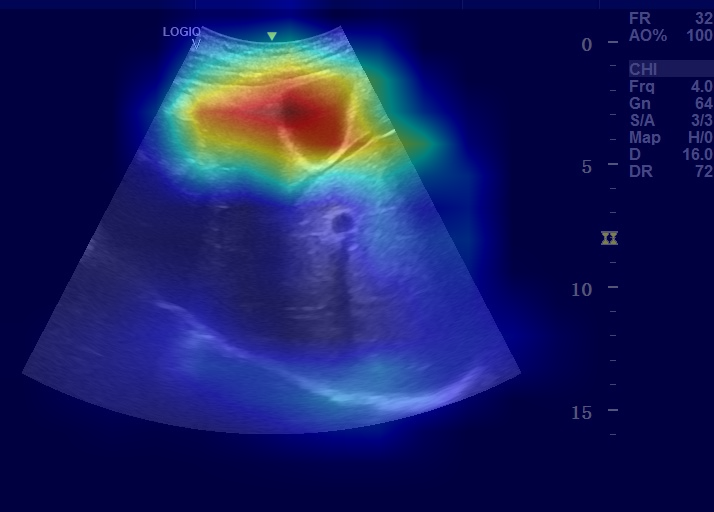 LOGIQ
V
FR 32
AO% 100
CHI
Frq 4.0
Gn 64
S/A 3/3
Map H/0
D 16.0
DR 72
0
5
10
15